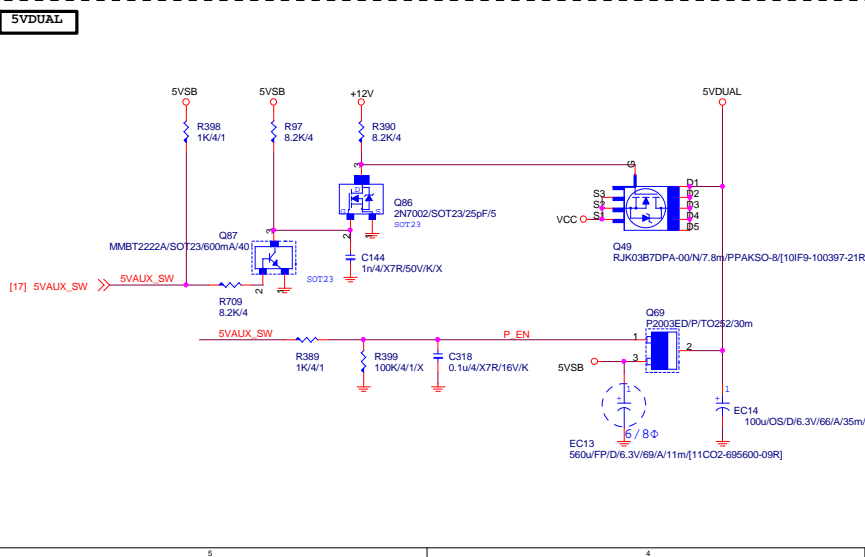 5VDUAL
5VSB
5VSB
+12V
5VDUAL
R398
1K/4/1
R97
8.2K/4
R390
8.2K/4
3
G
D
G
S
Q86
2N7002/SOT23/25pF/5
SOT23
S3
S2
S1
VCC
D1
D2
D3
D4
D5
Q49
RJK03B7DPA-00/N/7.8m/PPAKSO-8/[10IF9-100397-21R
Q87
MMBT2222A/SOT23/600mA/40
3
2
1
C144
1n/4/X7R/50V/K/X
SOT23
[17] 5VAUX_SW
5VAUX_SW
2
1
R709
8.2K/4
5VAUX_SW
R389
1K/4/1
R399
100K/4/1/X
C318
0.1u/4/X7R/16V/K
P_EN
Q69
P2003ED/P/TO252/30m
1
3
2
5VSB
1
+
6/8Φ
EC13
560u/FP/D/6.3V/69/A/11m/[11CO2-695600-09R]
1
+
EC14
100u/OS/D/6.3V/66/A/35m/
5
4